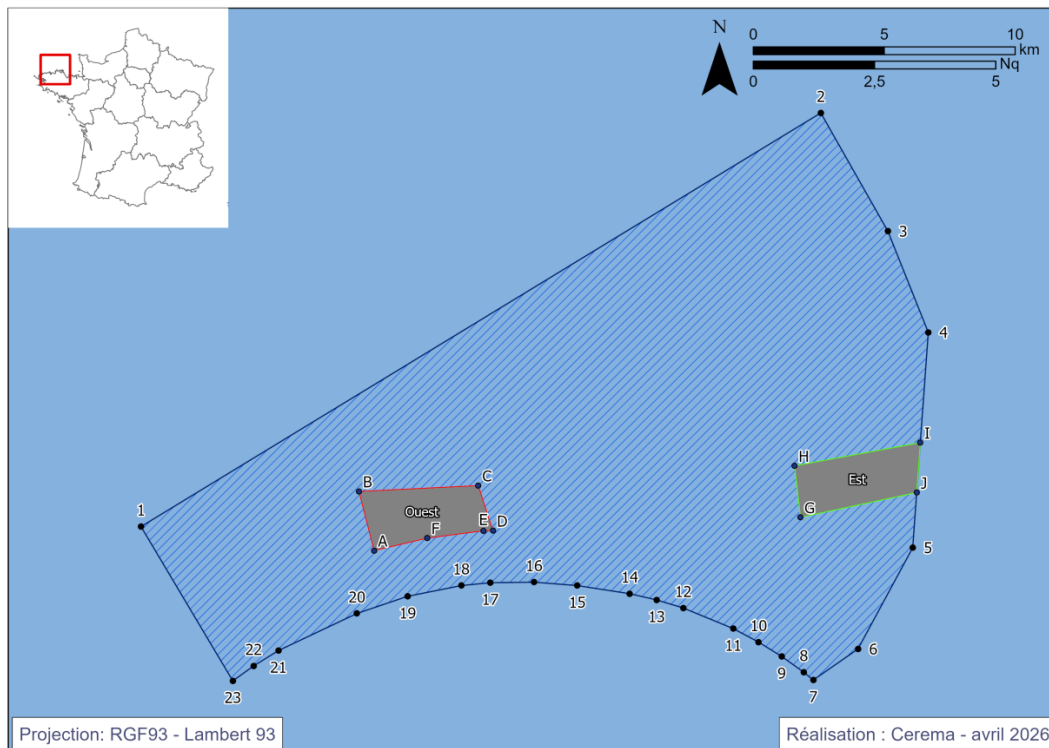 N
0 5 10
km
Nq
0 2,5 5
2
3
4
I
H
Est
J
G
C
B
Ouest
1
E D
F
A
5
16
18
17
15
14
12
13
20
19
10
11
6
22
21
9
8
23
7
Projection: RGF93 - Lambert 93
Réalisation : Cerema - avril 2026